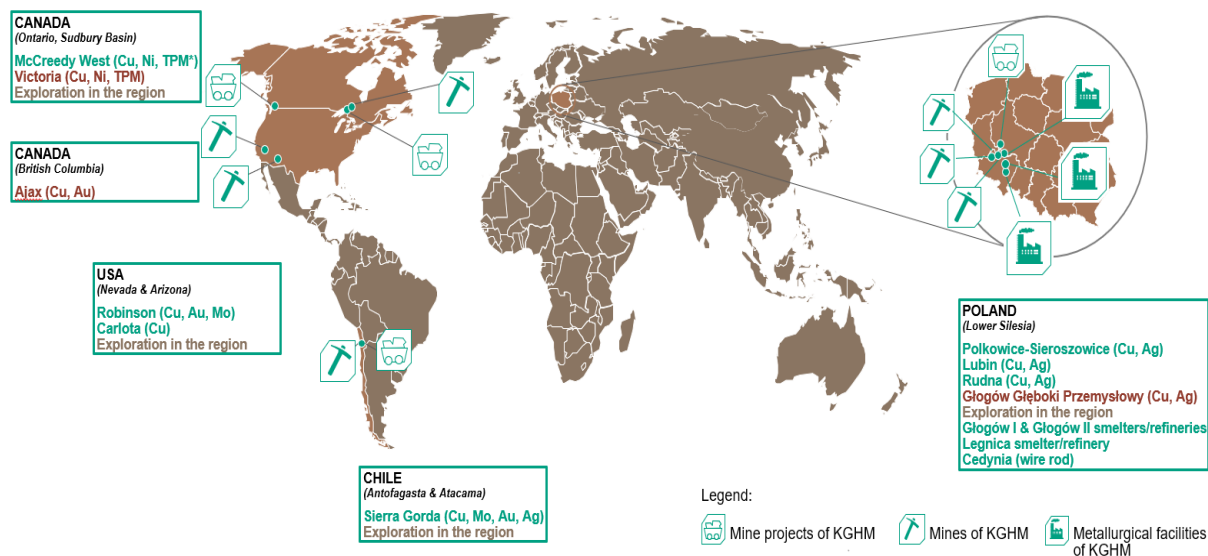 CANADA
(Ontario, Sudbury Basin)
McCreedy West (Cu, Ni, TPM*)
Victoria (Cu, Ni, TPM)
Exploration in the region
CANADA
(British Columbia)
Ajax (Cu, Au)
USA
(Nevada & Arizona)
Robinson (Cu, Au, Mo)
Carlota (Cu)
Exploration in the region
CHILE
(Antofagasta & Atacama)
Sierra Gorda (Cu, Mo, Au, Ag)
Exploration in the region
POLAND
(Lower Silesia)
Polkowice-Sieroszowice (Cu, Ag)
Lubin (Cu, Ag)
Rudna (Cu, Ag)
Głogów Głęboki Przemysłowy (Cu, Ag)
Exploration in the region
Głogów I & Głogów II smelters/refineries
Legnica smelter/refinery
Cedynia (wire rod)
Legend:
Mine projects of KGHM
Mines of KGHM
Metallurgical facilities
of KGHM